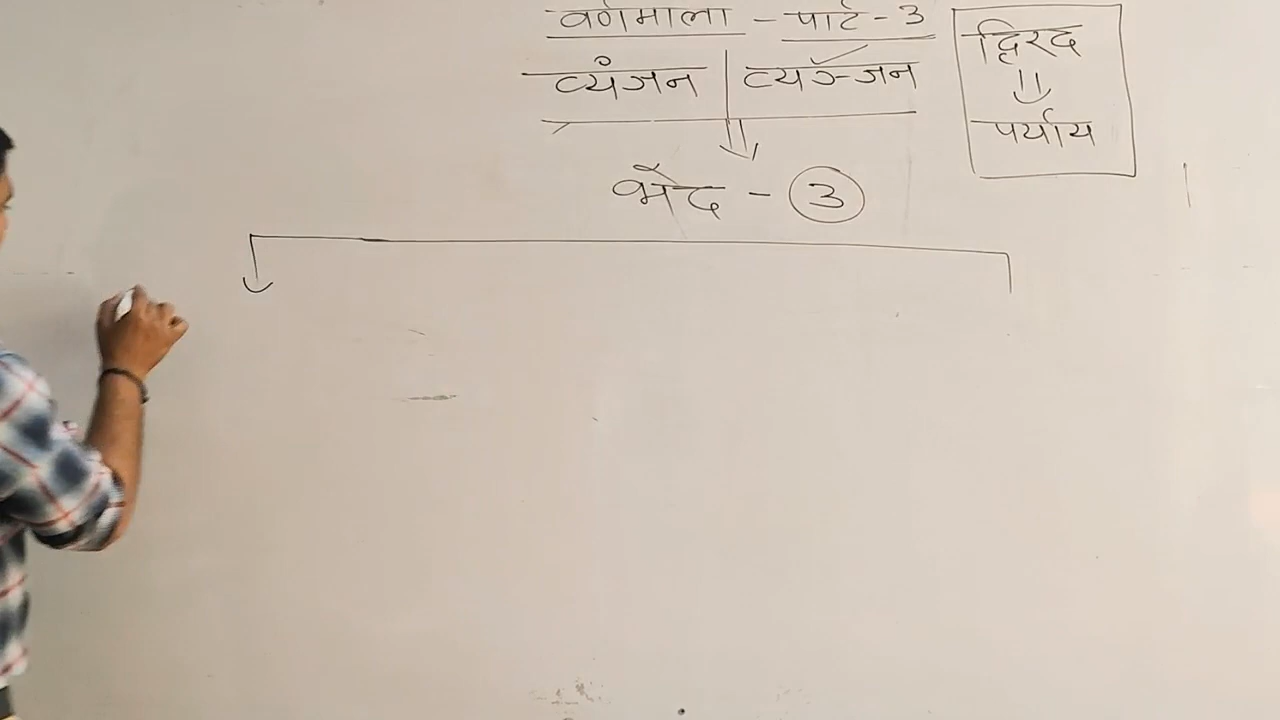 वर्णमाला - पार्ट - 3
व्यंजन | व्यञ्जन
भेद - 3
द्विरद
पर्याय